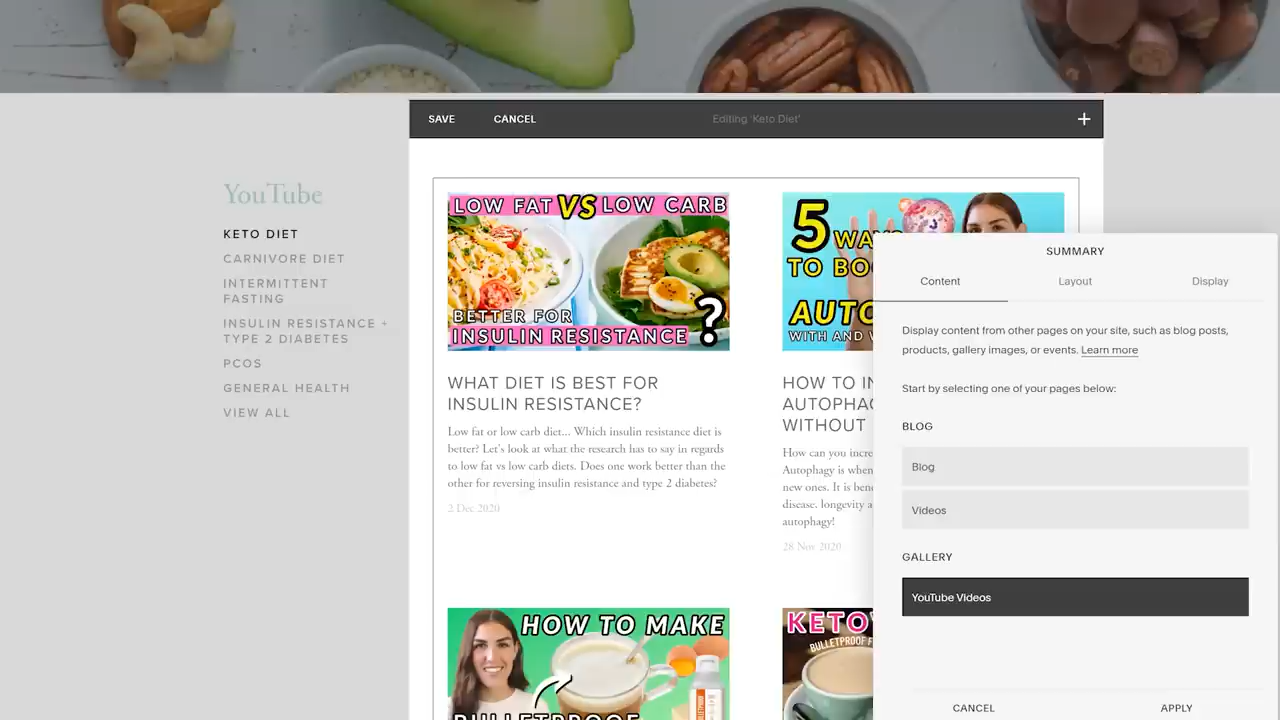 SAVE
CANCEL
Editing 'Keto Diet'
+
YouTube
KETO DIET
CARNIVORE DIET
INTERMITTENT
FASTING
INSULIN RESISTANCE +
TYPE 2 DIABETES
PCOS
GENERAL HEALTH
VIEW ALL
LOW FAT VS LOW CARB
BETTER FOR
INSULIN RESISTANCE ?
WHAT DIET IS BEST FOR
INSULIN RESISTANCE?
Low fat or low carb diet... Which insulin resistance diet is
better? Let's look at what the research has to say in regards
to low fat vs low carb diets. Does one work better than the
other for reversing insulin resistance and type 2 diabetes?
2 Dec 2020
5 WA
TO BO
AUTO
WITH AND W
HOW TO IN
AUTOPHAG
WITHOUT
How can you incre
Autophagy is when
new ones. It is bene
disease, longevity a
autophagy!
28 Nov 2020
HOW TO MAKE
BULLETPROOF
KETO
BULLETPROOF F
SUMMARY
Content
Layout
Display
Display content from other pages on your site, such as blog posts,
products, gallery images, or events. Learn more
Start by selecting one of your pages below:
BLOG
Blog
Videos
GALLERY
YouTube Videos
CANCEL
APPLY